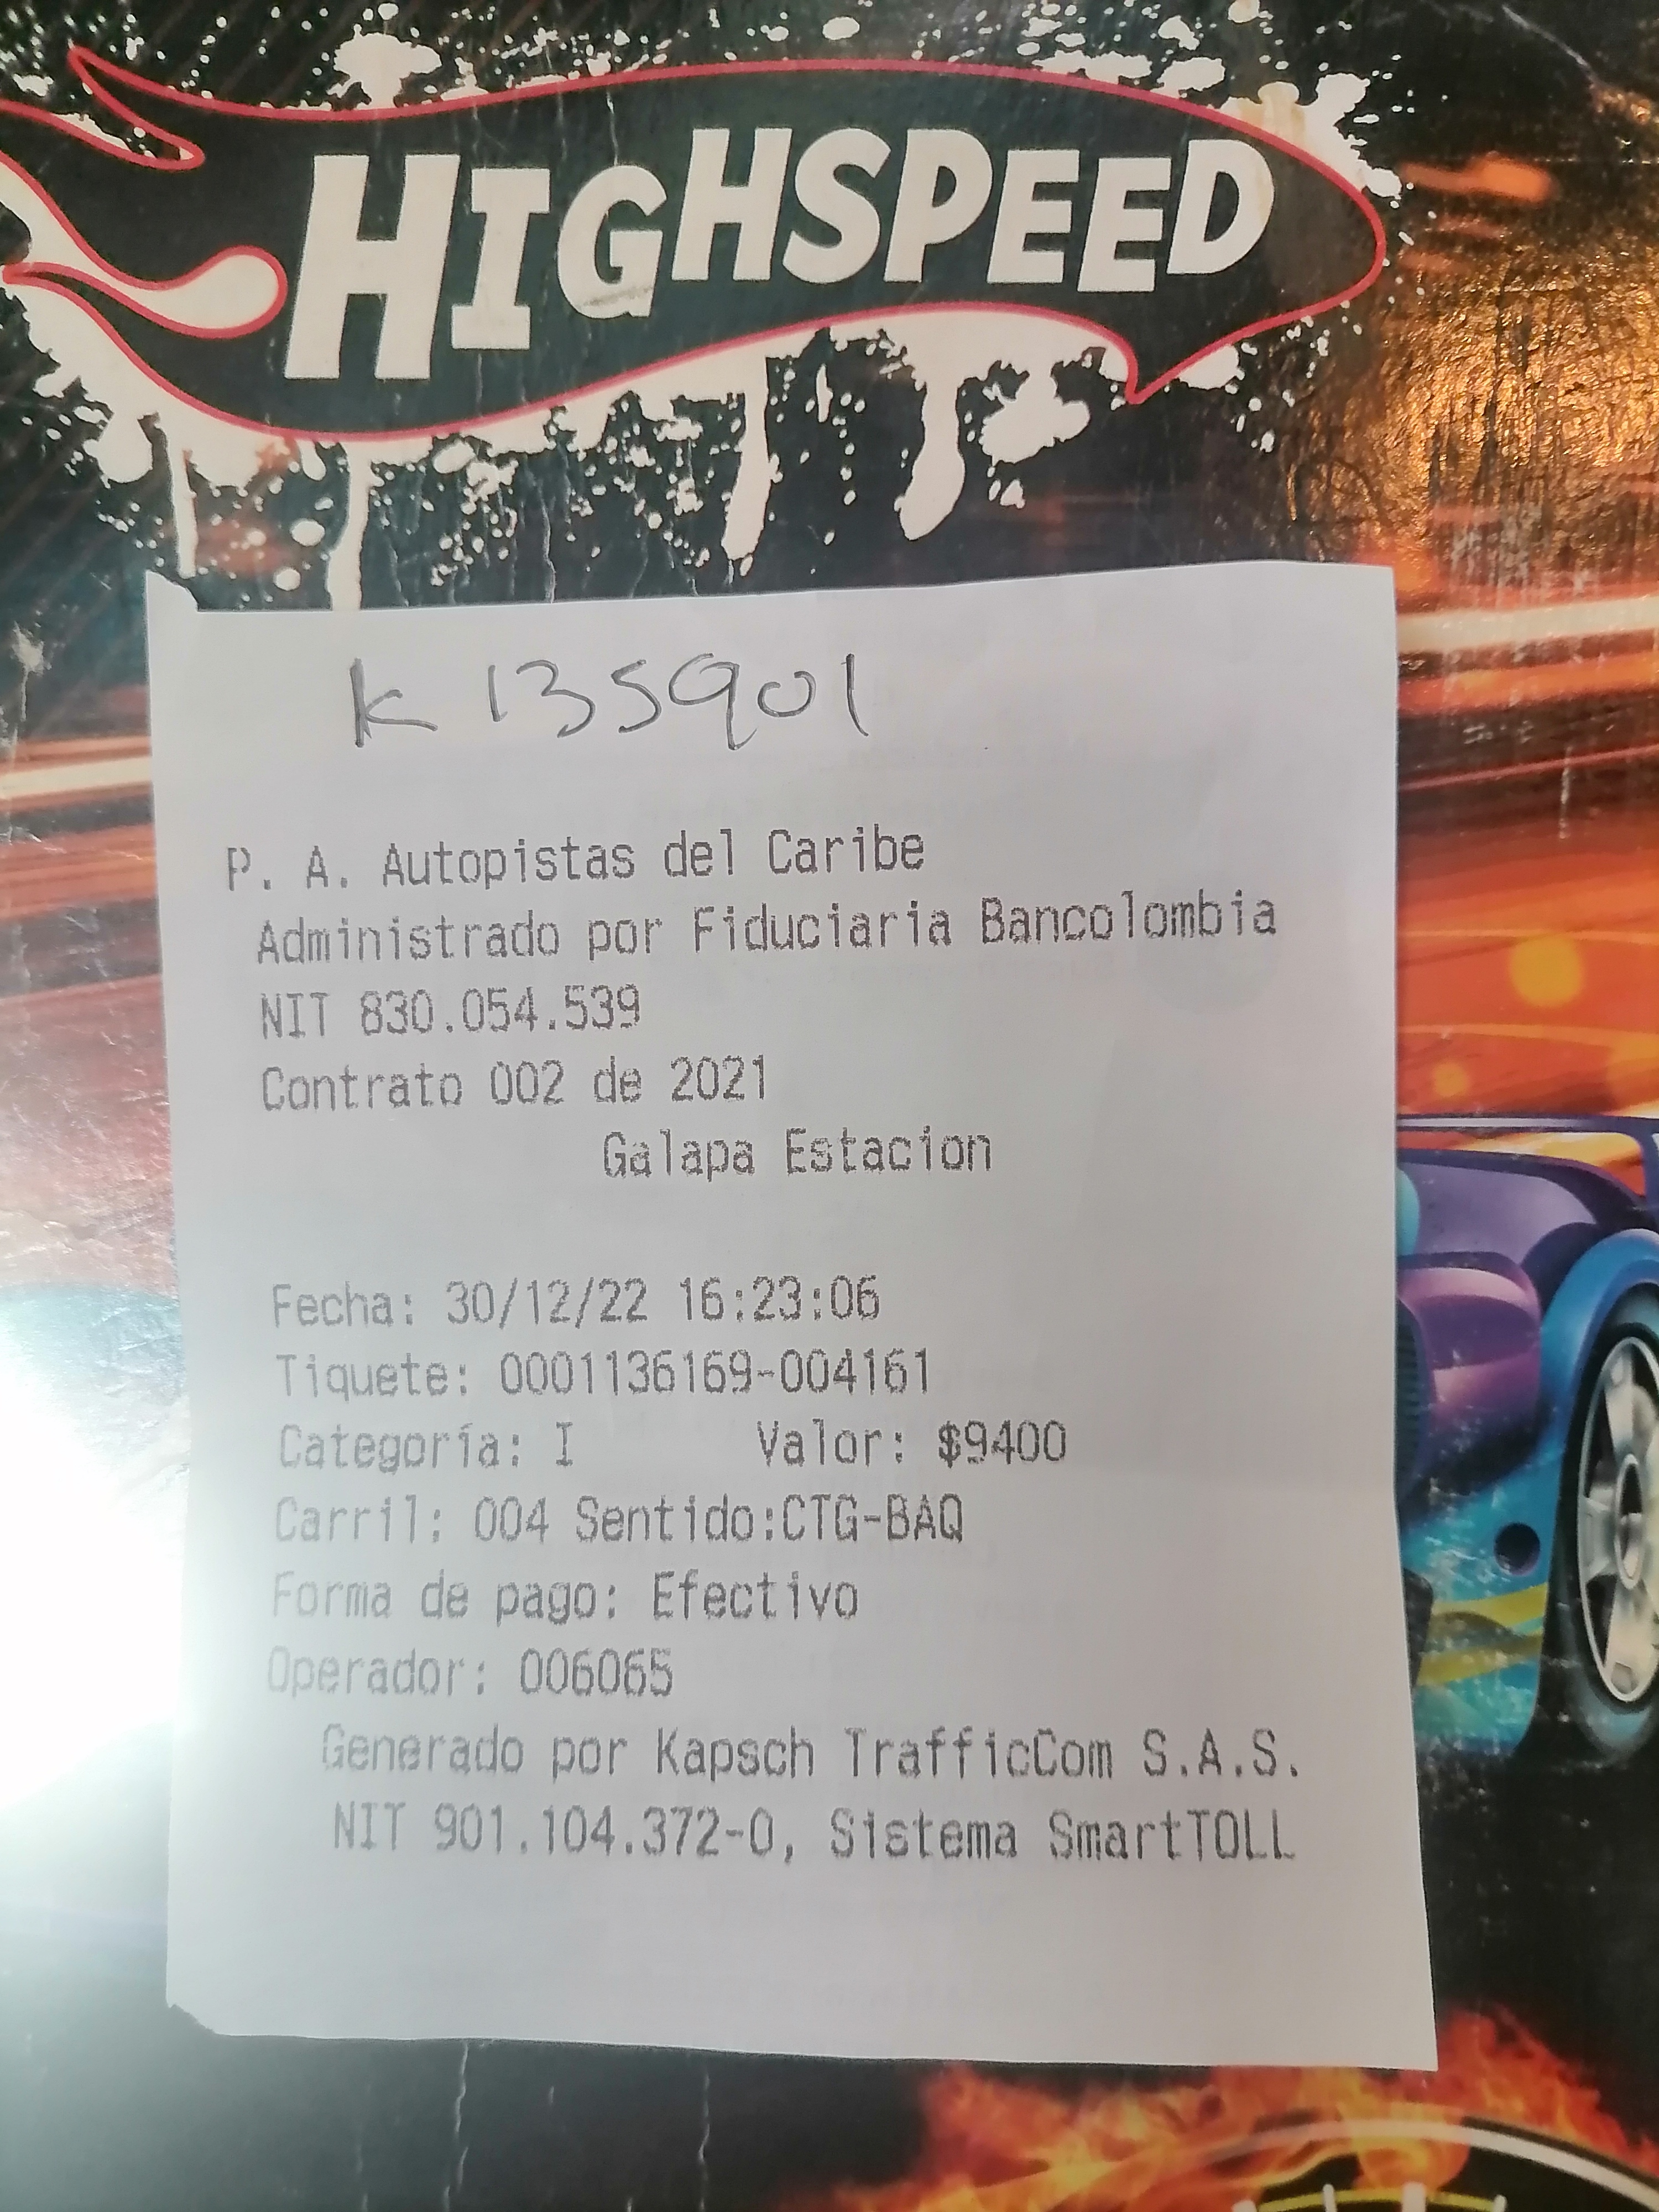 HIGHSPEED
K 135901
P. A. Autopistas del Caribe
Administrado por Fiduciaria Bancolombia
NIT 830.054.539
Contrato 002 de 2021
Galapa Estacion
Fecha: 30/12/22 16:23:06
Tiquete: 0001136169-004161
Categoría: I Valor: $9400
Carril: 004 Sentido:CTG-BAQ
Forma de pago: Efectivo
Operador: 006065
Generado por Kapsch TrafficCom S.A.S.
NIT 901.104.372-0, Sistema SmartTOLL